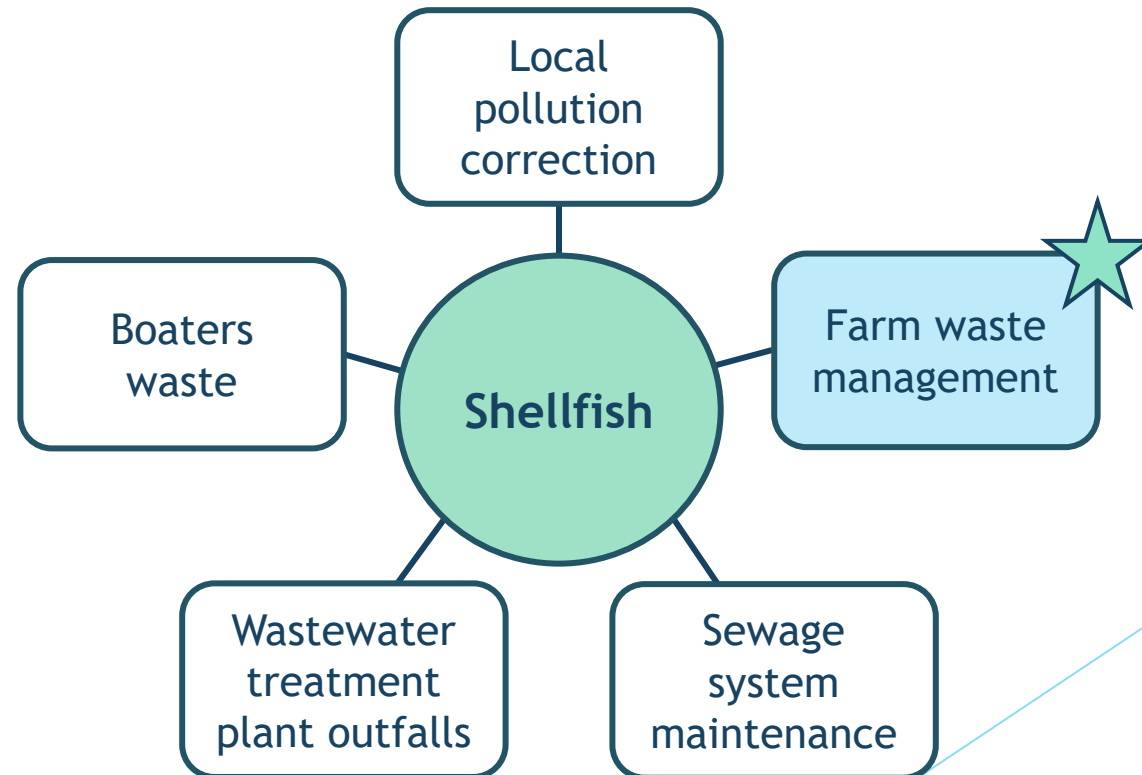 Local
pollution
correction
Boaters
waste
Shellfish
Farm waste
management
Wastewater
treatment
plant outfalls
Sewage
system
maintenance